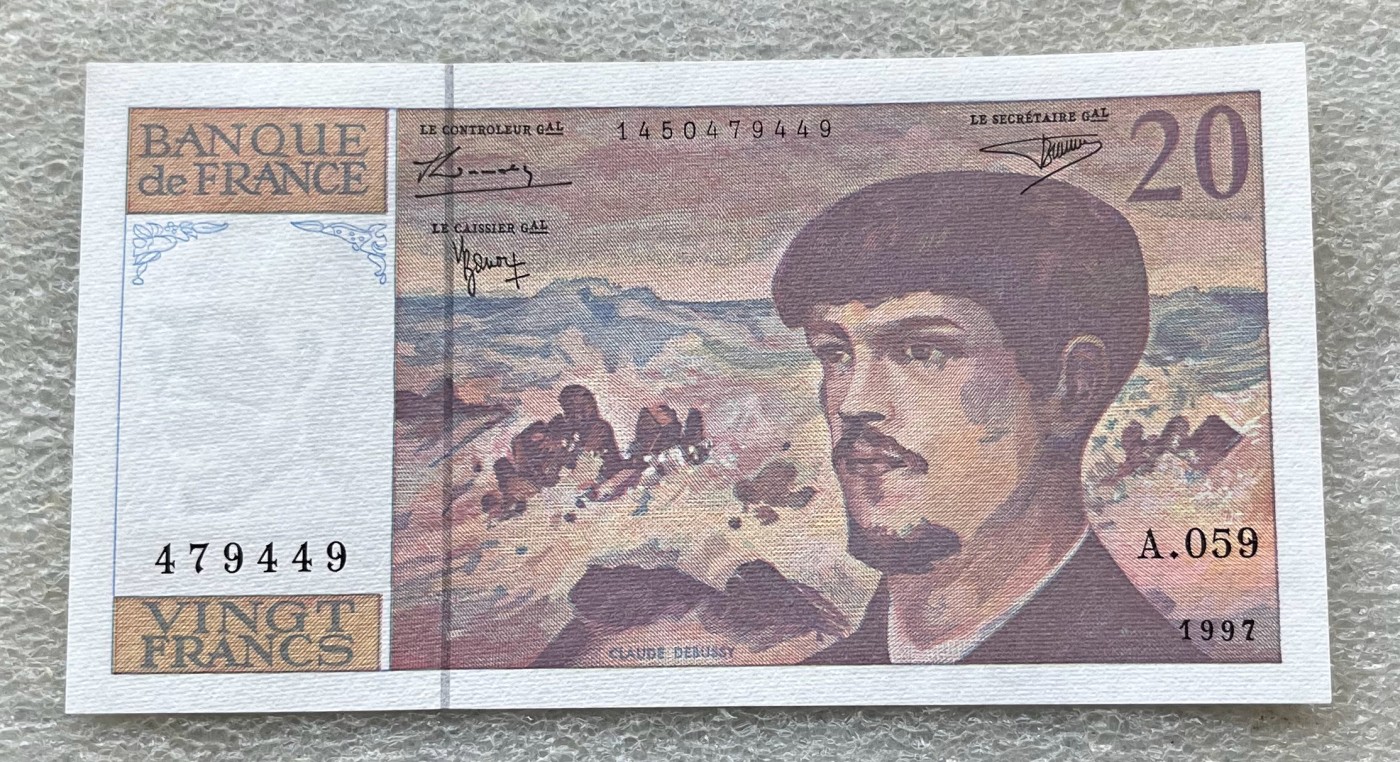 BANQUE
de FRANCE
LE CONTROLEUR GAL
1450479449
LE SECRÉTAIRE GAL
20
LE CAISSIER GAL
479449
A.059
VINGT
FRANCS
1997
CLAUDE DEBUSSY